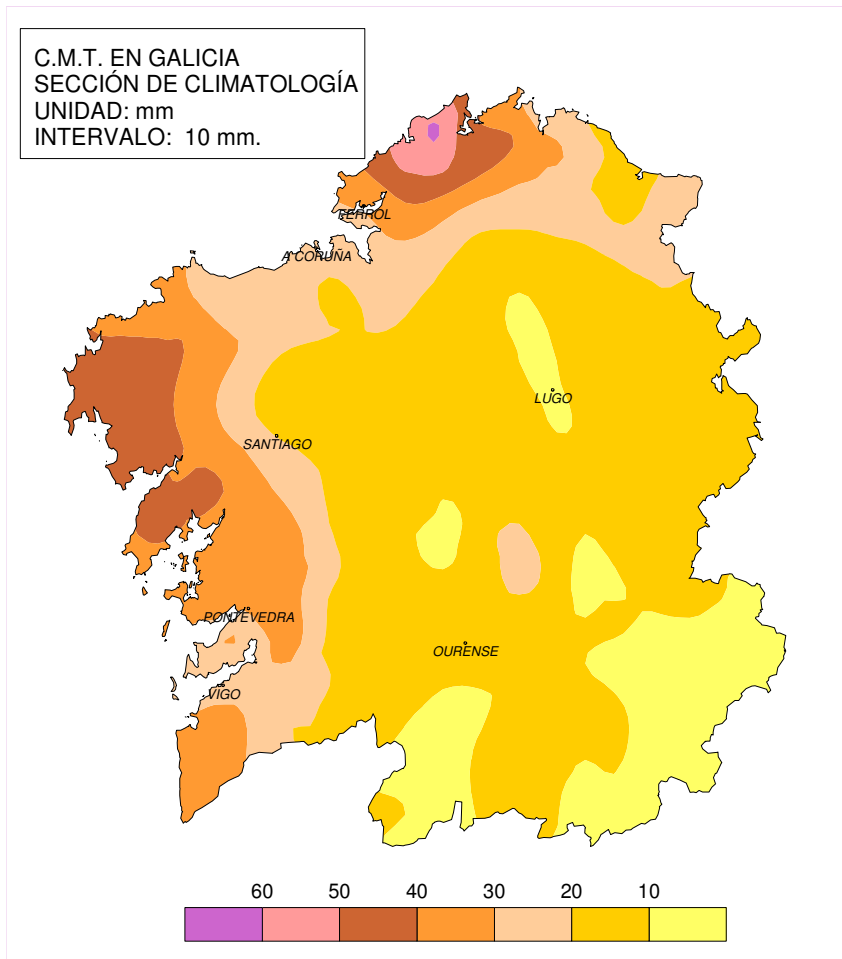 C.M.T. EN GALICIA
SECCIÓN DE CLIMATOLOGÍA
UNIDAD: mm
INTERVALO: 10 mm.
FERROL
A CORUÑA
LUGO
SANTIAGO
PONTEVEDRA
OURENSE
VIGO
60 50 40 30 20 10